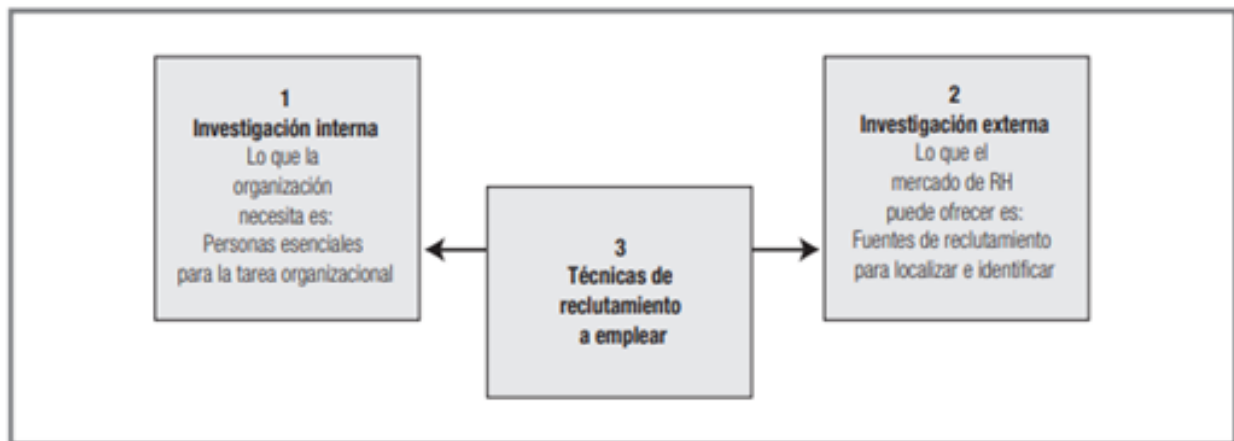 1
Investigación interna
Lo que la
organización
necesita es:
Personas esenciales
para la tarea organizacional
2
Investigación externa
Lo que el
mercado de RH
puede ofrecer es:
Fuentes de reclutamiento
para localizar e identificar
3
Técnicas de
reclutamiento
a emplear